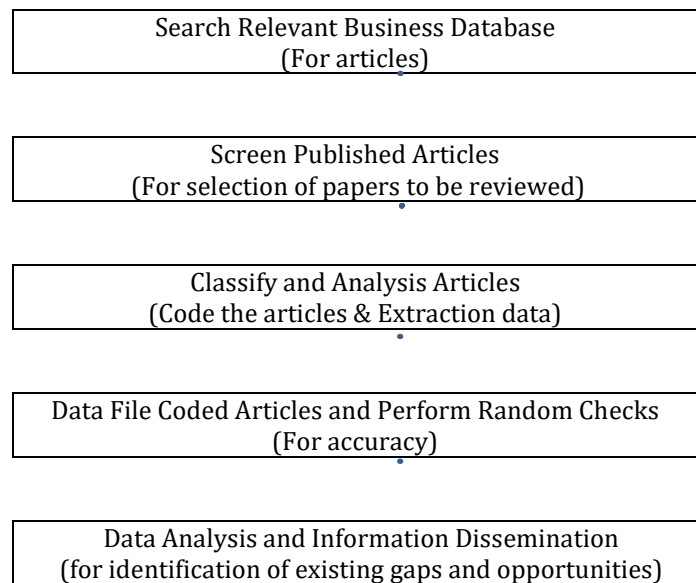 Search Relevant Business Database
(For articles)
Screen Published Articles
(For selection of papers to be reviewed)
Classify and Analysis Articles
(Code the articles & Extraction data)
Data File Coded Articles and Perform Random Checks
(For accuracy)
Data Analysis and Information Dissemination
(for identification of existing gaps and opportunities)